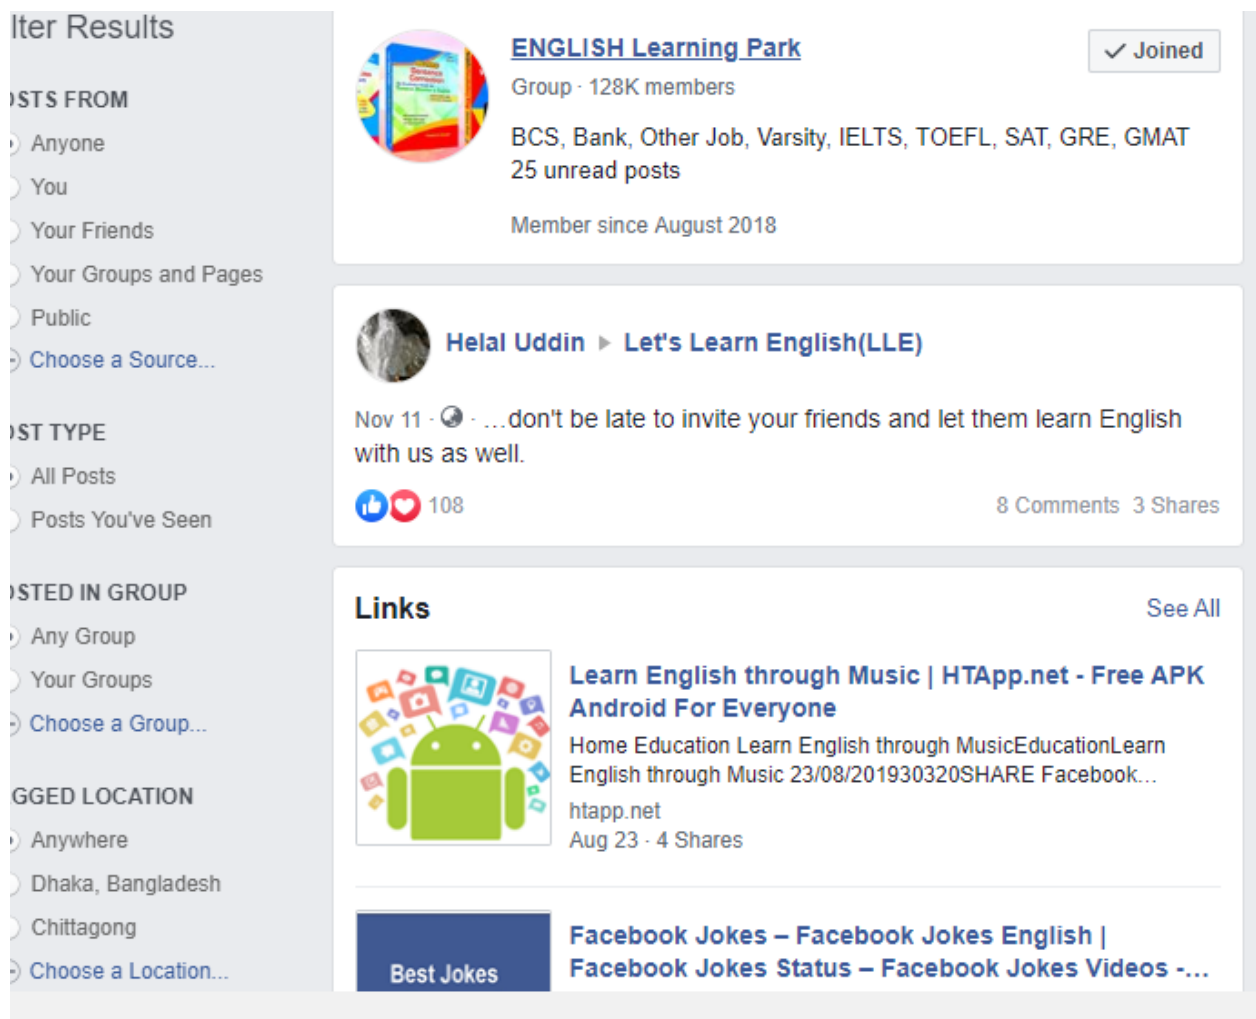 lter Results
STS FROM
Anyone
You
Your Friends
Your Groups and Pages
Public
Choose a Source...
ST TYPE
All Posts
Posts You've Seen
STED IN GROUP
Any Group
Your Groups
Choose a Group...
GGED LOCATION
Anywhere
Dhaka, Bangladesh
Chittagong
Choose a Location...
ENGLISH Learning Park
Joined
Group · 128K members
BCS, Bank, Other Job, Varsity, IELTS, TOEFL, SAT, GRE, GMAT
25 unread posts
Member since August 2018
Helal Uddin ▸ Let's Learn English(LLE)
Nov 11 · · …don't be late to invite your friends and let them learn English
with us as well.
108
8 Comments 3 Shares
Links
See All
Learn English through Music | HTApp.net - Free APK
Android For Everyone
Home Education Learn English through MusicEducationLearn
English through Music 23/08/201930320SHARE Facebook...
htapp.net
Aug 23 · 4 Shares
Best Jokes
Facebook Jokes – Facebook Jokes English |
Facebook Jokes Status – Facebook Jokes Videos -...